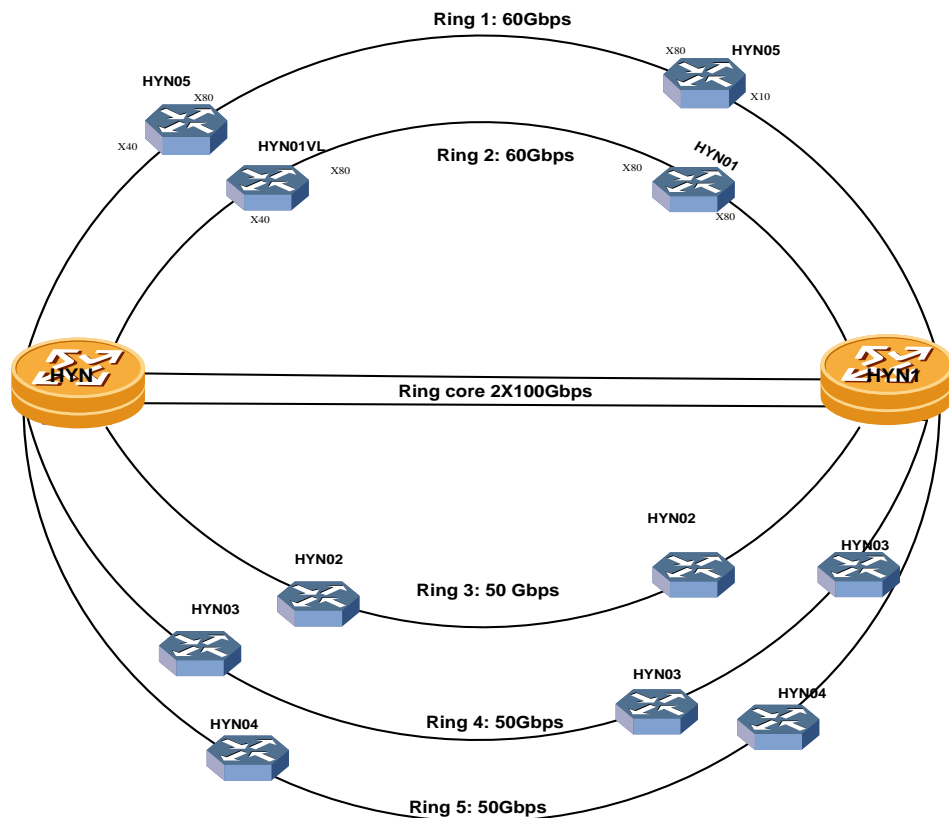 Ring 1: 60Gbps
X80
HYN05
HYN05
X80
X10
X40
HYN01VL
Ring 2: 60Gbps
HYN01
X80
X80
X40
X80
HYN
HYN1
Ring core 2X100Gbps
HYN02
HYN03
HYN02
Ring 3: 50 Gbps
HYN03
HYN03
HYN04
HYN04
Ring 4: 50Gbps
Ring 5: 50Gbps